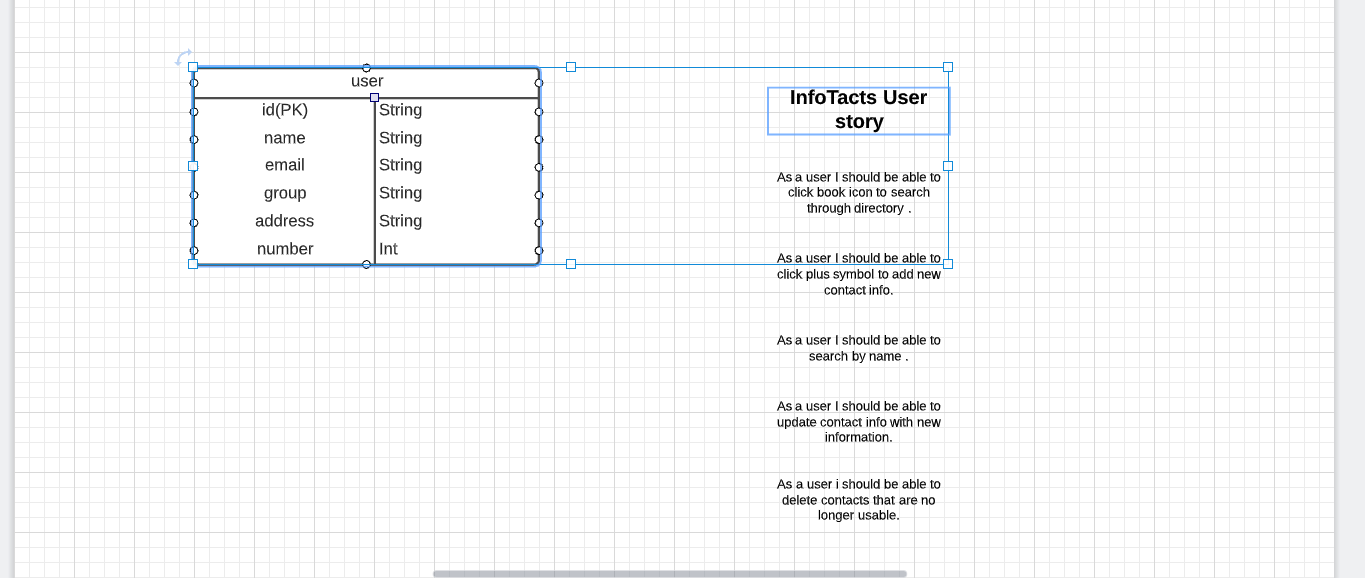 user
id(PK) String
name String
email String
group String
address String
number Int
InfoTacts User
story
As a user I should be able to
click book icon to search
through directory .
As a user I should be able to
click plus symbol to add new
contact info.
As a user I should be able to
search by name .
As a user I should be able to
update contact info with new
information.
As a user i should be able to
delete contacts that are no
longer usable.